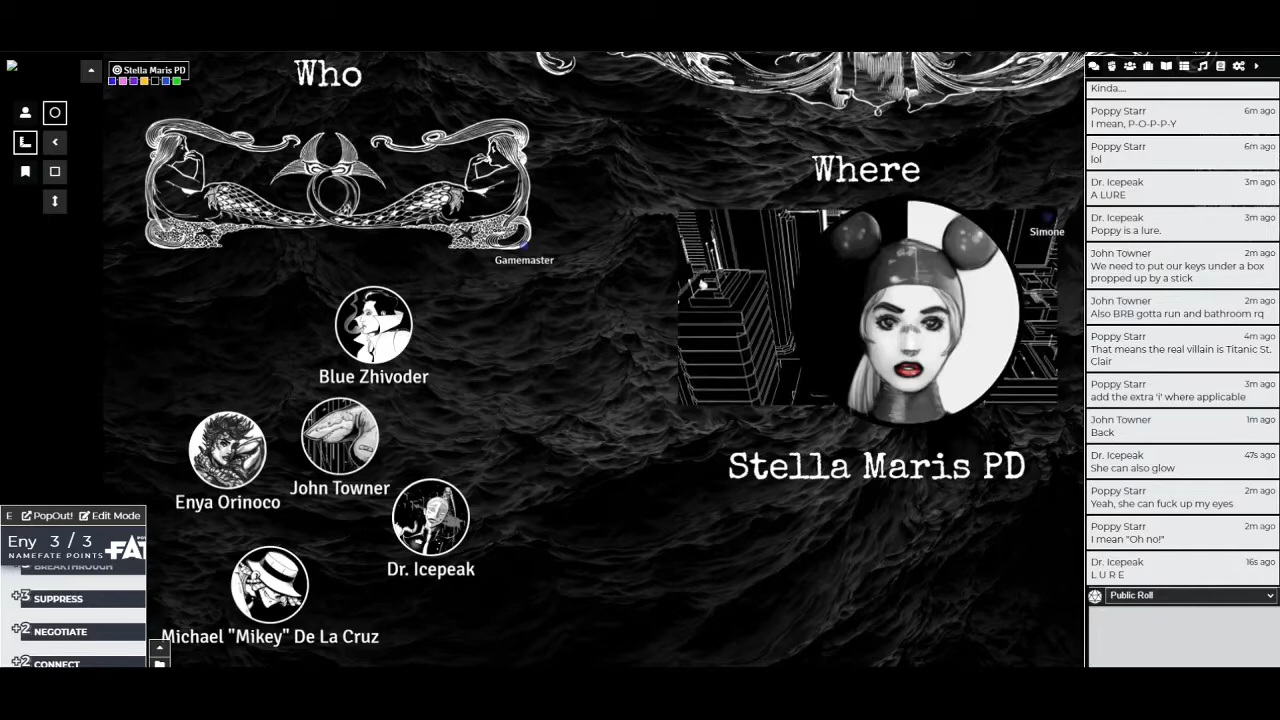 Stella Maris PD
Who
Where
Gamemaster
Simone
Blue Zhivoder
John Towner
Enya Orinoco
Dr. Icepeak
Michael "Mikey" De La Cruz
Stella Maris PD
E PopOut! Edit Mode
Eny 3 / 3
NAME FATE POINTS
BREAKTHROUGH
+3 SUPPRESS
+2 NEGOTIATE
+2 CONNECT
Kinda....
Poppy Starr 6m ago
I mean, P-O-P-P-Y
Poppy Starr 6m ago
lol
Dr. Icepeak 3m ago
A LURE
Dr. Icepeak 3m ago
Poppy is a lure.
John Towner 2m ago
We need to put our keys under a box
propped up by a stick
John Towner 2m ago
Also BRB gotta run and bathroom rq
Poppy Starr 4m ago
That means the real villain is Titanic St.
Clair
Poppy Starr 3m ago
add the extra 'i' where applicable
John Towner 1m ago
Back
Dr. Icepeak 47s ago
She can also glow
Poppy Starr 2m ago
Yeah, she can fuck up my eyes
Poppy Starr 2m ago
I mean "Oh no!"
Dr. Icepeak 16s ago
L U R E
Public Roll